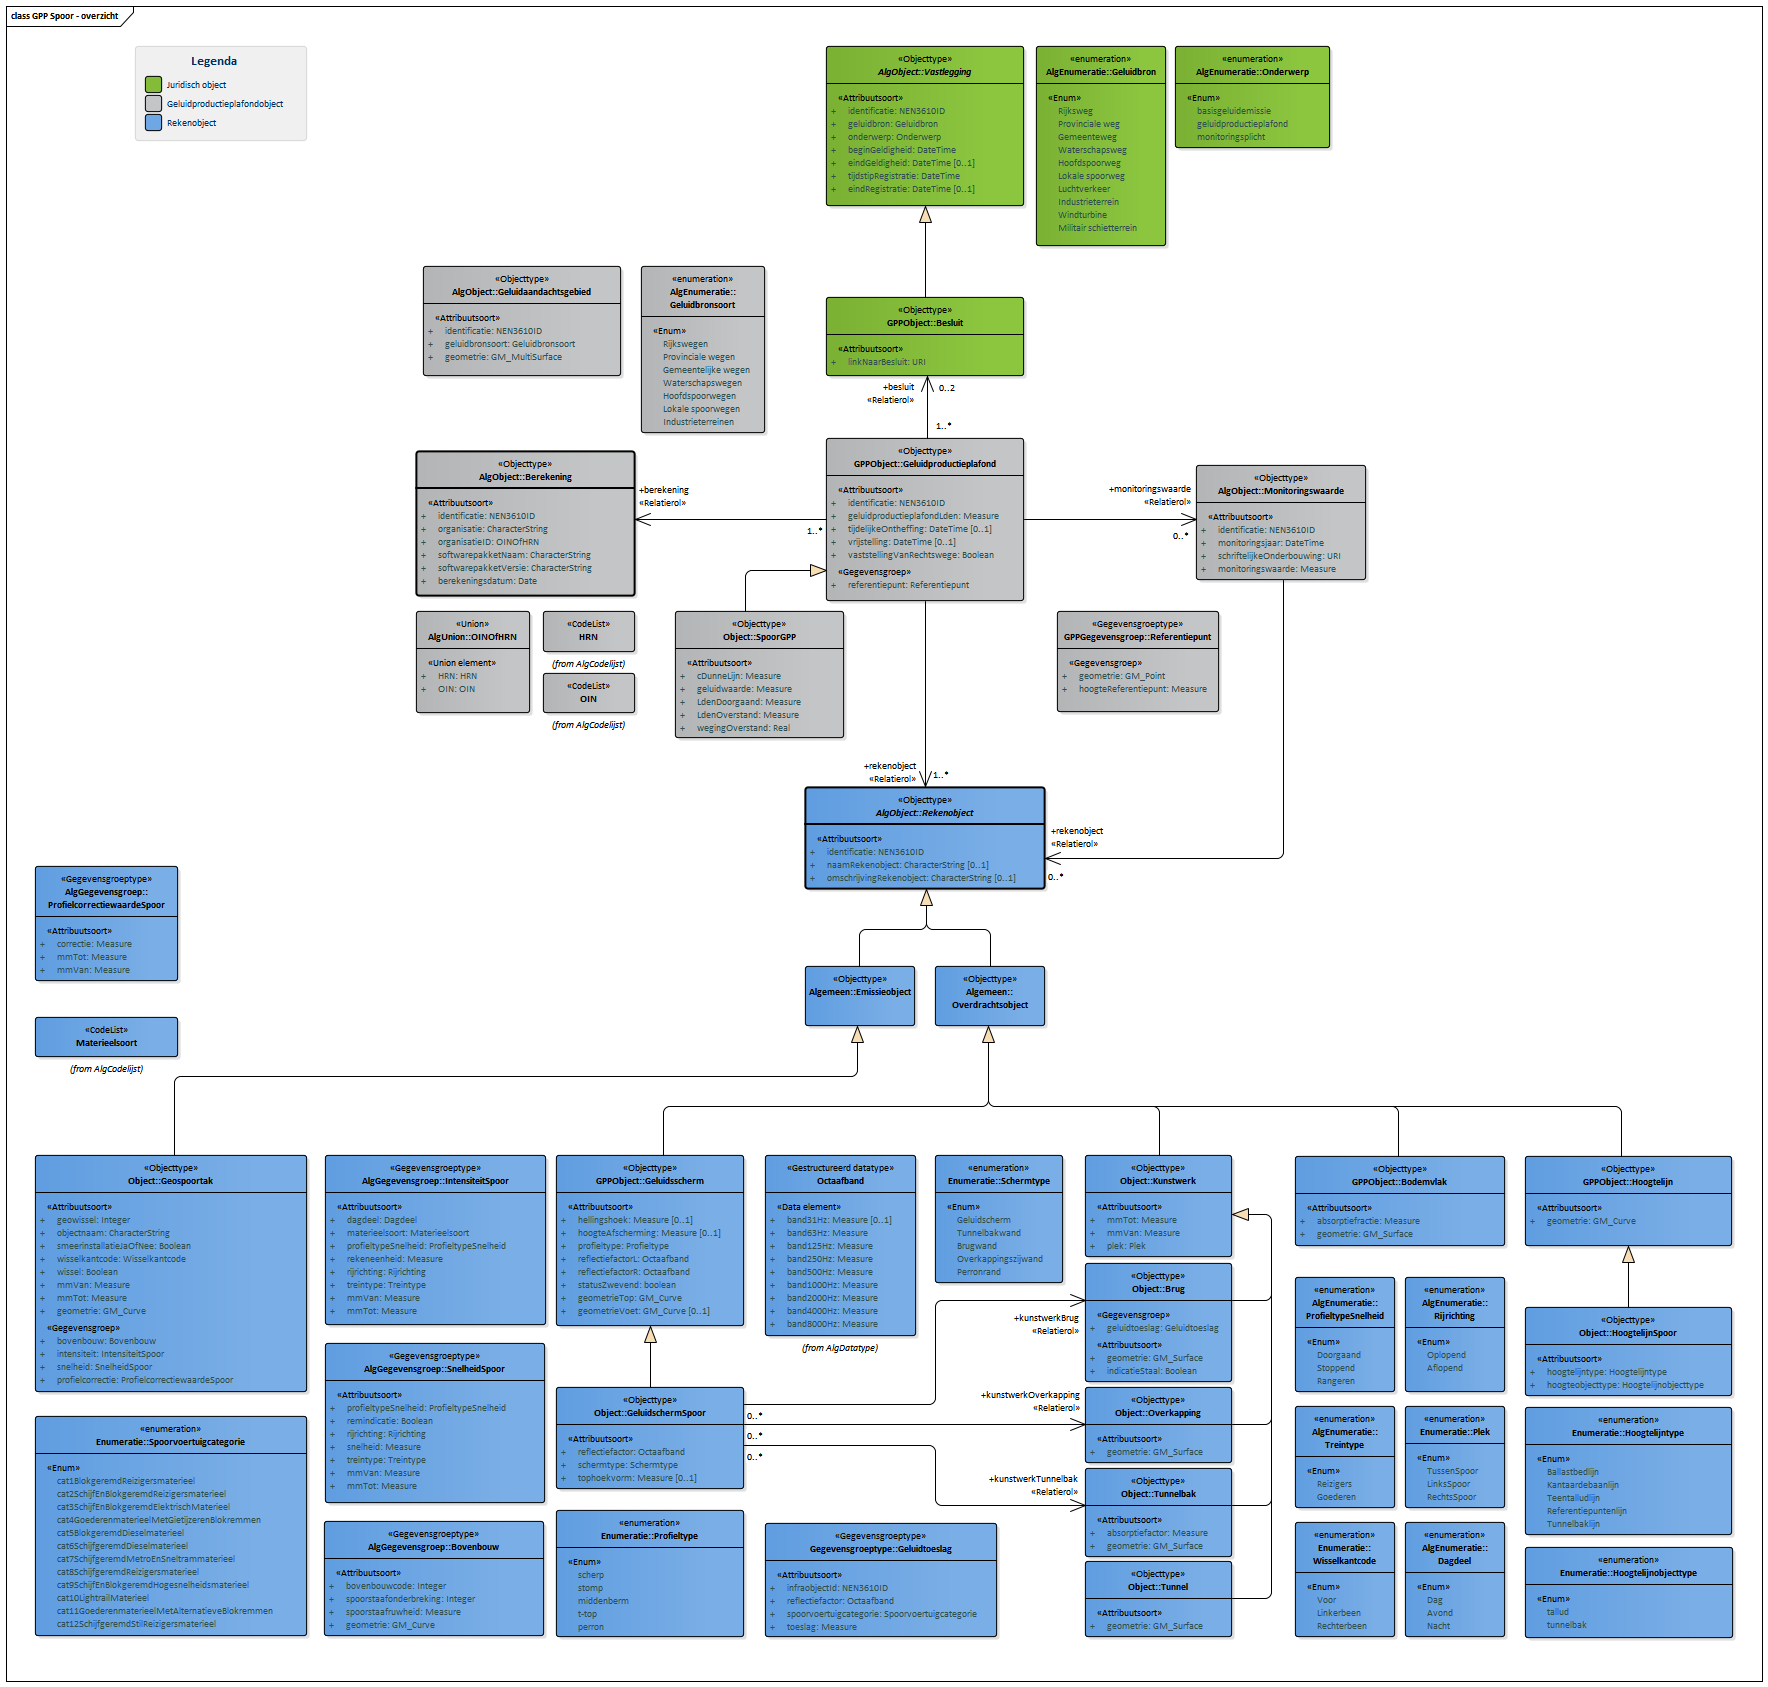 class GPP Spoor - overzicht
Legenda
Juridisch object
Geluidproductieplafondobject
Rekenobject
«Objecttype»
AlgObject::Vastlegging
«Attribuutsoort»
+ identificatie: NEN3610ID
+ geluidbron: Geluidbron
+ onderwerp: Onderwerp
+ beginGeldigheid: DateTime
+ eindGeldigheid: DateTime [0..1]
+ tijdstipRegistratie: DateTime
+ eindRegistratie: DateTime [0..1]
«enumeration»
AlgEnumeratie::Geluidbron
«Enum»
Rijksweg
Provinciale weg
Gemeenteweg
Waterschapsweg
Hoofdspoorweg
Lokale spoorweg
Luchtverkeer
Industrieterrein
Windturbine
Militair schietterrein
«enumeration»
AlgEnumeratie::Onderwerp
«Enum»
basisgeluidemissie
geluidproductieplafond
monitoringsplicht
«Objecttype»
AlgObject::Geluidaandachtsgebied
«Attribuutsoort»
+ identificatie: NEN3610ID
+ geluidbronsoort: Geluidbronsoort
+ geometrie: GM_MultiSurface
«enumeration»
AlgEnumeratie::
Geluidbronsoort
«Enum»
Rijkswegen
Provinciale wegen
Gemeentelijke wegen
Waterschapswegen
Hoofdspoorwegen
Lokale spoorwegen
Industrieterreinen
«Objecttype»
GPPObject::Besluit
«Attribuutsoort»
+ linkNaarBesluit: URI
+besluit
«Relatierol»
0..2
1..*
«Objecttype»
AlgObject::Berekening
«Attribuutsoort»
+ identificatie: NEN3610ID
+ organisatie: CharacterString
+ organisatieID: OINOfHRN
+ softwarepakketNaam: CharacterString
+ softwarepakketVersie: CharacterString
+ berekeningsdatum: Date
+berekening
«Relatierol»
1..*
«Objecttype»
GPPObject::Geluidproductieplafond
«Attribuutsoort»
+ identificatie: NEN3610ID
+ geluidproductieplafondLden: Measure
+ tijdelijkeOntheffing: DateTime [0..1]
+ vrijstelling: DateTime [0..1]
+ vaststellingVanRechtswege: Boolean
«Gegevensgroep»
+ referentiepunt: Referentiepunt
+monitoringswaarde
«Relatierol»
0..*
«Objecttype»
AlgObject::Monitoringswaarde
«Attribuutsoort»
+ identificatie: NEN3610ID
+ monitoringsjaar: DateTime
+ schriftelijkeOnderbouwing: URI
+ monitoringswaarde: Measure
«Union»
AlgUnion::OINOfHRN
«Union element»
+ HRN: HRN
+ OIN: OIN
«CodeList»
HRN
(from AlgCodelijst)
«CodeList»
OIN
(from AlgCodelijst)
«Objecttype»
Object::SpoorGPP
«Attribuutsoort»
+ cDunneLijn: Measure
+ geluidwaarde: Measure
+ LdenDoorgaand: Measure
+ LdenOverstand: Measure
+ wegingOverstand: Real
«Gegevensgroeptype»
GPPGegevensgroep::Referentiepunt
«Gegevensgroep»
+ geometrie: GM_Point
+ hoogteReferentiepunt: Measure
+rekenobject
«Relatierol»
1..*
«Objecttype»
AlgObject::Rekenobject
«Attribuutsoort»
+ identificatie: NEN3610ID
+ naamRekenobject: CharacterString [0..1]
+ omschrijvingRekenobject: CharacterString [0..1]
+rekenobject
«Relatierol»
0..*
«Gegevensgroeptype»
AlgGegevensgroep::
ProfielcorrectiewaardeSpoor
«Attribuutsoort»
+ correctie: Measure
+ mmTot: Measure
+ mmVan: Measure
«CodeList»
Materieelsoort
(from AlgCodelijst)
«Objecttype»
Algemeen::Emissieobject
«Objecttype»
Algemeen::
Overdrachtsobject
«Objecttype»
Object::Geospoortak
«Attribuutsoort»
+ geowissel: Integer
+ objectnaam: CharacterString
+ smeerinstallatieJaOfNee: Boolean
+ wisselkantcode: Wisselkantcode
+ wissel: Boolean
+ mmVan: Measure
+ mmTot: Measure
+ geometrie: GM_Curve
«Gegevensgroep»
+ bovenbouw: Bovenbouw
+ intensiteit: IntensiteitSpoor
+ snelheid: SnelheidSpoor
+ profielcorrectie: ProfielcorrectiewaardeSpoor
«enumeration»
Enumeratie::Spoorvoertuigcategorie
«Enum»
cat1BlokgeremdReizigersmaterieel
cat2SchijfEnBlokgeremdReizigersmaterieel
cat3SchijfEnBlokgeremdElektrischMaterieel
cat4GoederenmaterieelMetGietijzerenBlokremmen
cat5BlokgeremdDieselmaterieel
cat6SchijfgeremdDieselmaterieel
cat7SchijfgeremdMetroEnSneltrammaterieel
cat8SchijfgeremdReizigersmaterieel
cat9SchijfEnBlokgeremdHogesnelheidsmaterieel
cat10LightrailMaterieel
cat11GoederenmaterieelMetAlternatieveBlokremmen
cat12SchijfgeremdStilReizigersmaterieel
«Gegevensgroeptype»
AlgGegevensgroep::IntensiteitSpoor
«Attribuutsoort»
+ dagdeel: Dagdeel
+ materieelsoort: Materieelsoort
+ profieltypeSnelheid: ProfieltypeSnelheid
+ rekeneenheid: Measure
+ rijrichting: Rijrichting
+ treintype: Treintype
+ mmVan: Measure
+ mmTot: Measure
«Gegevensgroeptype»
AlgGegevensgroep::SnelheidSpoor
«Attribuutsoort»
+ profieltypeSnelheid: ProfieltypeSnelheid
+ remindicatie: Boolean
+ rijrichting: Rijrichting
+ snelheid: Measure
+ treintype: Treintype
+ mmVan: Measure
+ mmTot: Measure
«Gegevensgroeptype»
AlgGegevensgroep::Bovenbouw
«Attribuutsoort»
+ bovenbouwcode: Integer
+ spoorstaafonderbreking: Integer
+ spoorstaafruwheid: Measure
+ geometrie: GM_Curve
«Objecttype»
GPPObject::Geluidsscherm
«Attribuutsoort»
+ hellingshoek: Measure [0..1]
+ hoogteAfscherming: Measure [0..1]
+ profieltype: Profieltype
+ reflectiefactorL: Octaafband
+ reflectiefactorR: Octaafband
+ statusZwevend: boolean
+ geometrieTop: GM_Curve
+ geometrieVoet: GM_Curve [0..1]
«Objecttype»
Object::GeluidschermSpoor
«Attribuutsoort»
+ reflectiefactor: Octaafband
+ schermtype: Schermtype
+ tophoekvorm: Measure [0..1]
«enumeration»
Enumeratie::Profieltype
«Enum»
scherp
stomp
middenberm
t-top
perron
«Gestructureerd datatype»
Octaafband
«Data element»
+ band31Hz: Measure [0..1]
+ band63Hz: Measure
+ band125Hz: Measure
+ band250Hz: Measure
+ band500Hz: Measure
+ band1000Hz: Measure
+ band2000Hz: Measure
+ band4000Hz: Measure
+ band8000Hz: Measure
(from AlgDatatype)
0..*
0..*
0..*
«Gegevensgroeptype»
Gegevensgroeptype::Geluidtoeslag
«Attribuutsoort»
+ infraobjectId: NEN3610ID
+ reflectiefactor: Octaafband
+ spoorvoertuigcategorie: Spoorvoertuigcategorie
+ toeslag: Measure
«enumeration»
Enumeratie::Schermtype
«Enum»
Geluidscherm
Tunnelbakwand
Brugwand
Overkappingszijwand
Perronrand
+kunstwerkBrug
«Relatierol»
+kunstwerkOverkapping
«Relatierol»
+kunstwerkTunnelbak
«Relatierol»
«Objecttype»
Object::Kunstwerk
«Attribuutsoort»
+ mmTot: Measure
+ mmVan: Measure
+ plek: Plek
«Objecttype»
Object::Brug
«Gegevensgroep»
+ geluidtoeslag: Geluidtoeslag
«Attribuutsoort»
+ geometrie: GM_Surface
+ indicatieStaal: Boolean
«Objecttype»
Object::Overkapping
«Attribuutsoort»
+ geometrie: GM_Surface
«Objecttype»
Object::Tunnelbak
«Attribuutsoort»
+ absorptiefactor: Measure
+ geometrie: GM_Surface
«Objecttype»
Object::Tunnel
«Attribuutsoort»
+ geometrie: GM_Surface
«Objecttype»
GPPObject::Bodemvlak
«Attribuutsoort»
+ absorptiefractie: Measure
+ geometrie: GM_Surface
«enumeration»
AlgEnumeratie::
ProfieltypeSnelheid
«Enum»
Doorgaand
Stoppend
Rangeren
«enumeration»
AlgEnumeratie::
Rijrichting
«Enum»
Oplopend
Aflopend
«enumeration»
AlgEnumeratie::
Treintype
«Enum»
Reizigers
Goederen
«enumeration»
Enumeratie::Plek
«Enum»
TussenSpoor
LinksSpoor
RechtsSpoor
«enumeration»
Enumeratie::
Wisselkantcode
«Enum»
Voor
Linkerbeen
Rechterbeen
«enumeration»
AlgEnumeratie::
Dagdeel
«Enum»
Dag
Avond
Nacht
«Objecttype»
GPPObject::Hoogtelijn
«Attribuutsoort»
+ geometrie: GM_Curve
«Objecttype»
Object::HoogtelijnSpoor
«Attribuutsoort»
+ hoogtelijntype: Hoogtelijntype
+ hoogteobjecttype: Hoogtelijnobjecttype
«enumeration»
Enumeratie::Hoogtelijntype
«Enum»
Ballastbedlijn
Kantaardebaanlijn
Teentaludlijn
Referentiepuntenlijn
Tunnelbaklijn
«enumeration»
Enumeratie::Hoogtelijnobjecttype
«Enum»
tallud
tunnelbak